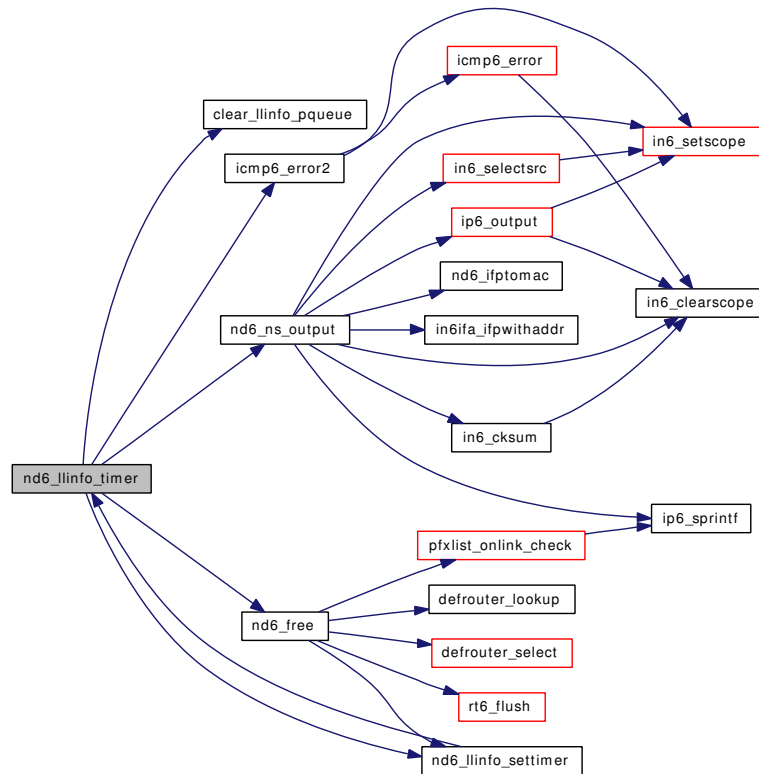 icmp6_error
clear_llinfo_pqueue
in6_setscope
icmp6_error2
in6_selectsrc
ip6_output
nd6_ifptomac
in6_clearscope
nd6_ns_output
in6ifa_ifpwithaddr
in6_cksum
nd6_llinfo_timer
ip6_sprintf
pfxlist_onlink_check
defrouter_lookup
nd6_free
defrouter_select
rt6_flush
nd6_llinfo_settimer